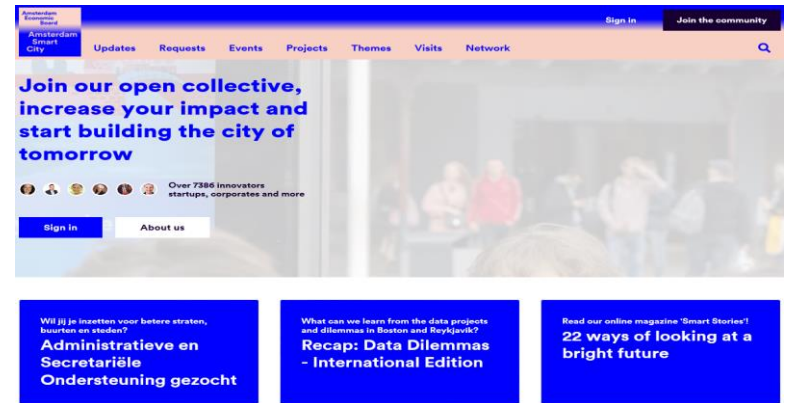 Amsterdam
Economic
Board
Sign in
Join the community
Amsterdam
Smart
City
Updates
Requests
Events
Projects
Themes
Visits
Network
Join our open collective,
increase your impact and
start building the city of
tomorrow
Over 7386 innovators
startups, corporates and more
Sign in
About us
Wil jij je inzetten voor betere straten,
buurten en steden?
Administratieve en
Secretariële
Ondersteuning gezocht
What can we learn from the data projects
and dilemmas in Boston and Reykjavík?
Recap: Data Dilemmas
- International Edition
Read our online magazine 'Smart Stories'!
22 ways of looking at a
bright future